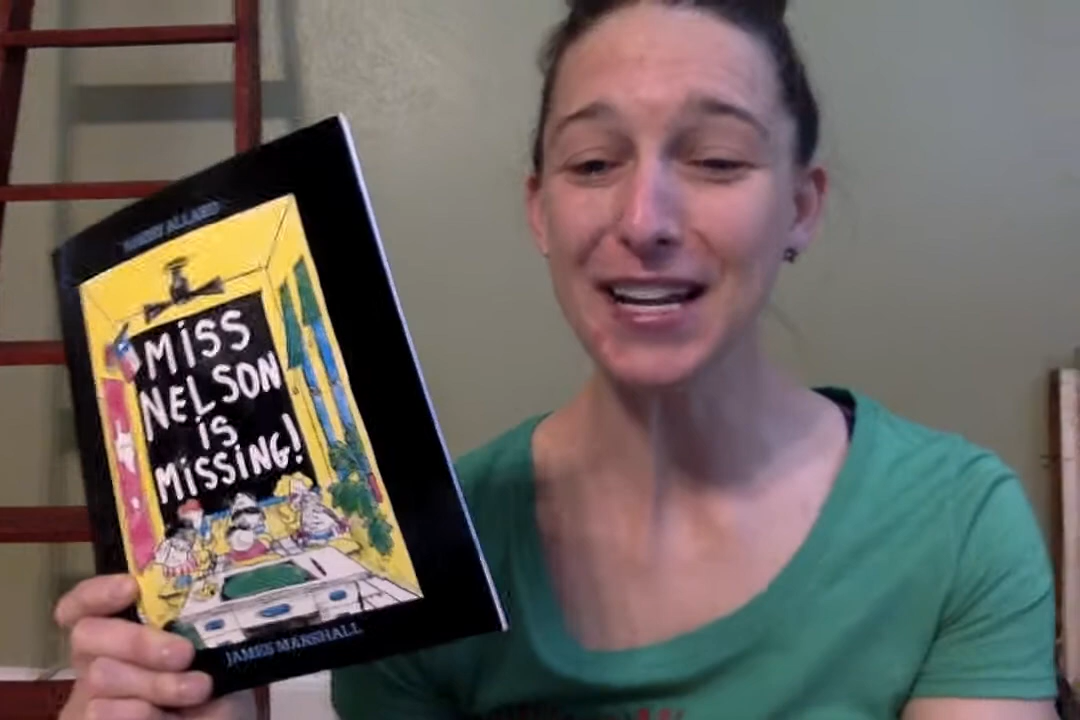 HARRY ALLARD
MISS
NELSON
iS
MiSSiNG!
JAMES MARSHALL